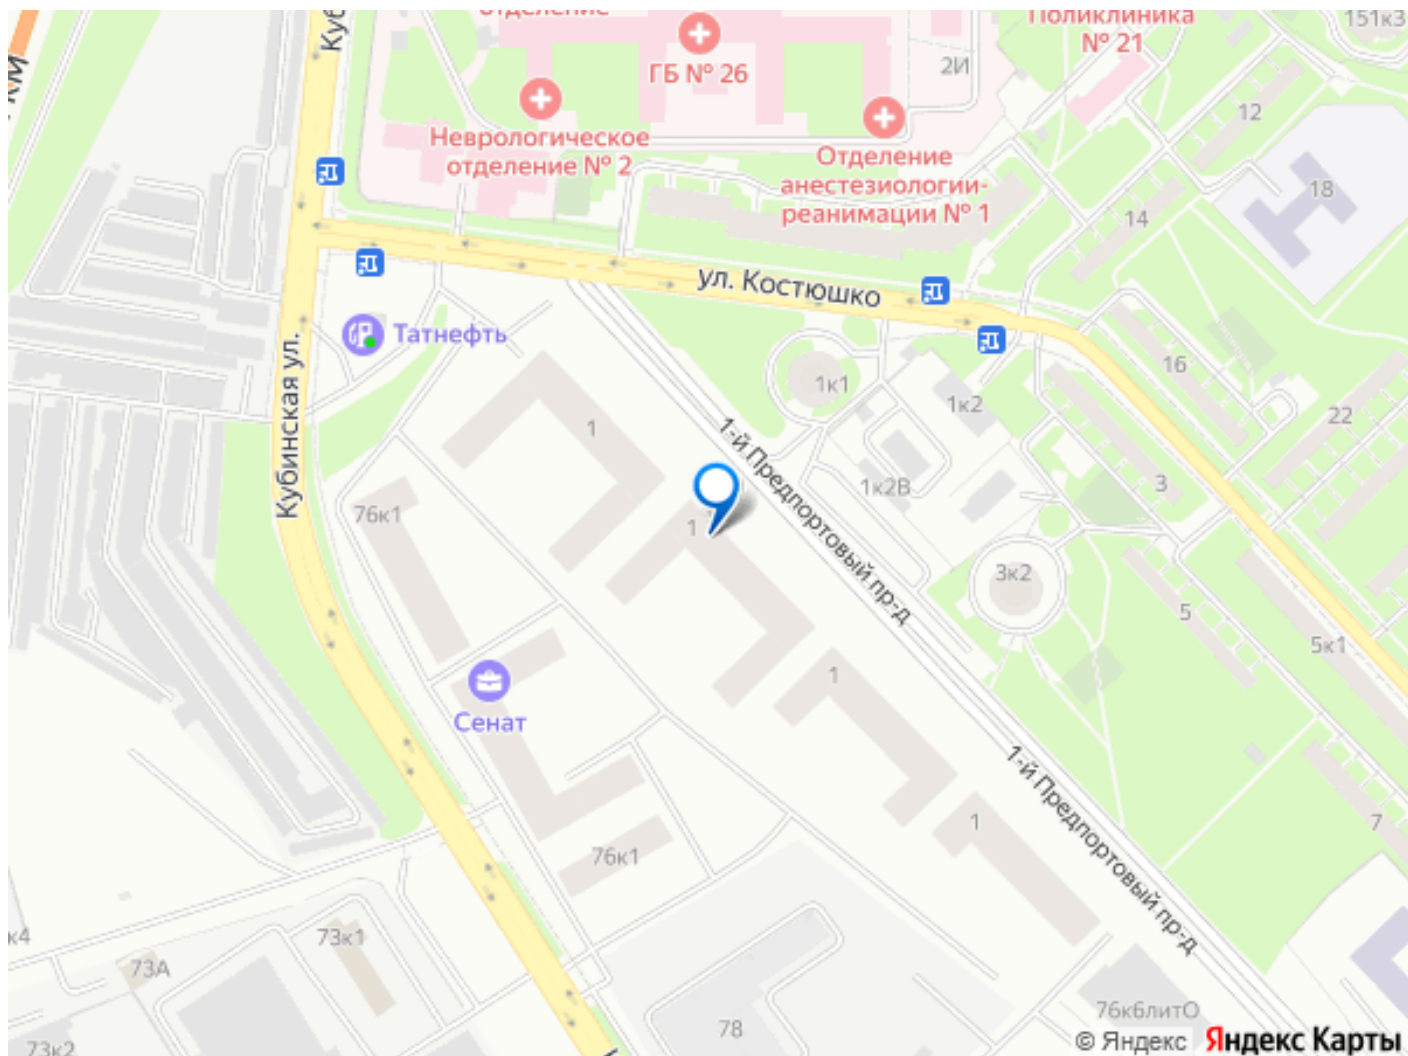 отделение
Поликлиника
№ 21
151к3
ГБ № 26
2И
12
Неврологическое
отделение № 2
Отделение
анестезиологии-
реанимации № 1
18
14
км
Куб
ул. Костюшко
Татнефть
Кубинская ул.
1к1
1к2
16
22
1
1-й Предпортовый пр-д
1к2В
3
76к1
1
3к2
5
5к1
1
Сенат
1-й Предпортовый пр-д
1
7
76к1
к4
73к1
73А
78
76к6литО
73к2
© Яндекс
Яндекс Карты